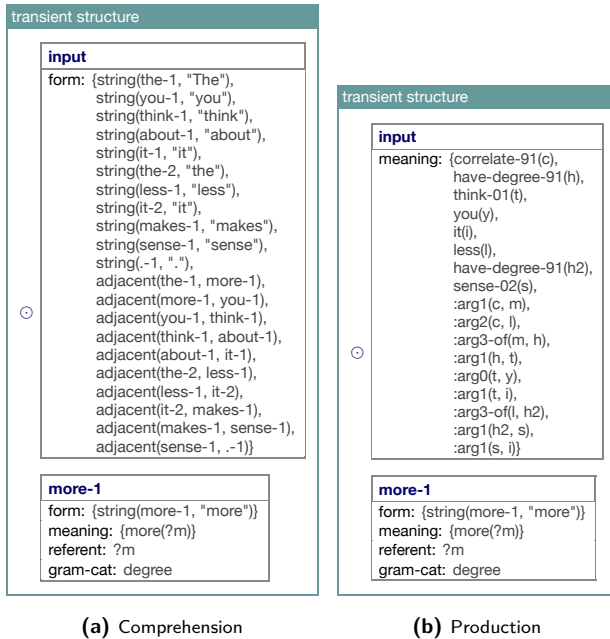 transient structure
input
form: {string(the-1, "The"),
string(you-1, "you"),
string(think-1, "think"),
string(about-1, "about"),
string(it-1, "it"),
string(the-2, "the"),
string(less-1, "less"),
string(it-2, "it"),
string(makes-1, "makes"),
string(sense-1, "sense"),
string(.-1, "."),
adjacent(the-1, more-1),
adjacent(more-1, you-1),
adjacent(you-1, think-1),
adjacent(think-1, about-1),
adjacent(about-1, it-1),
adjacent(the-2, less-1),
adjacent(less-1, it-2),
adjacent(it-2, makes-1),
adjacent(makes-1, sense-1),
adjacent(sense-1, .-1)}
more-1
form: {string(more-1, "more")}
meaning: {more(?m)}
referent: ?m
gram-cat: degree
(a) Comprehension
transient structure
input
meaning: {correlate-91(c),
have-degree-91(h),
think-01(t),
you(y),
it(i),
less(l),
have-degree-91(h2),
sense-02(s),
:arg1(c, m),
:arg2(c, l),
:arg3-of(m, h),
:arg1(h, t),
:arg0(t, y),
:arg1(t, i),
:arg3-of(l, h2),
:arg1(h2, s),
:arg1(s, i)}
more-1
form: {string(more-1, "more")}
meaning: {more(?m)}
referent: ?m
gram-cat: degree
(b) Production